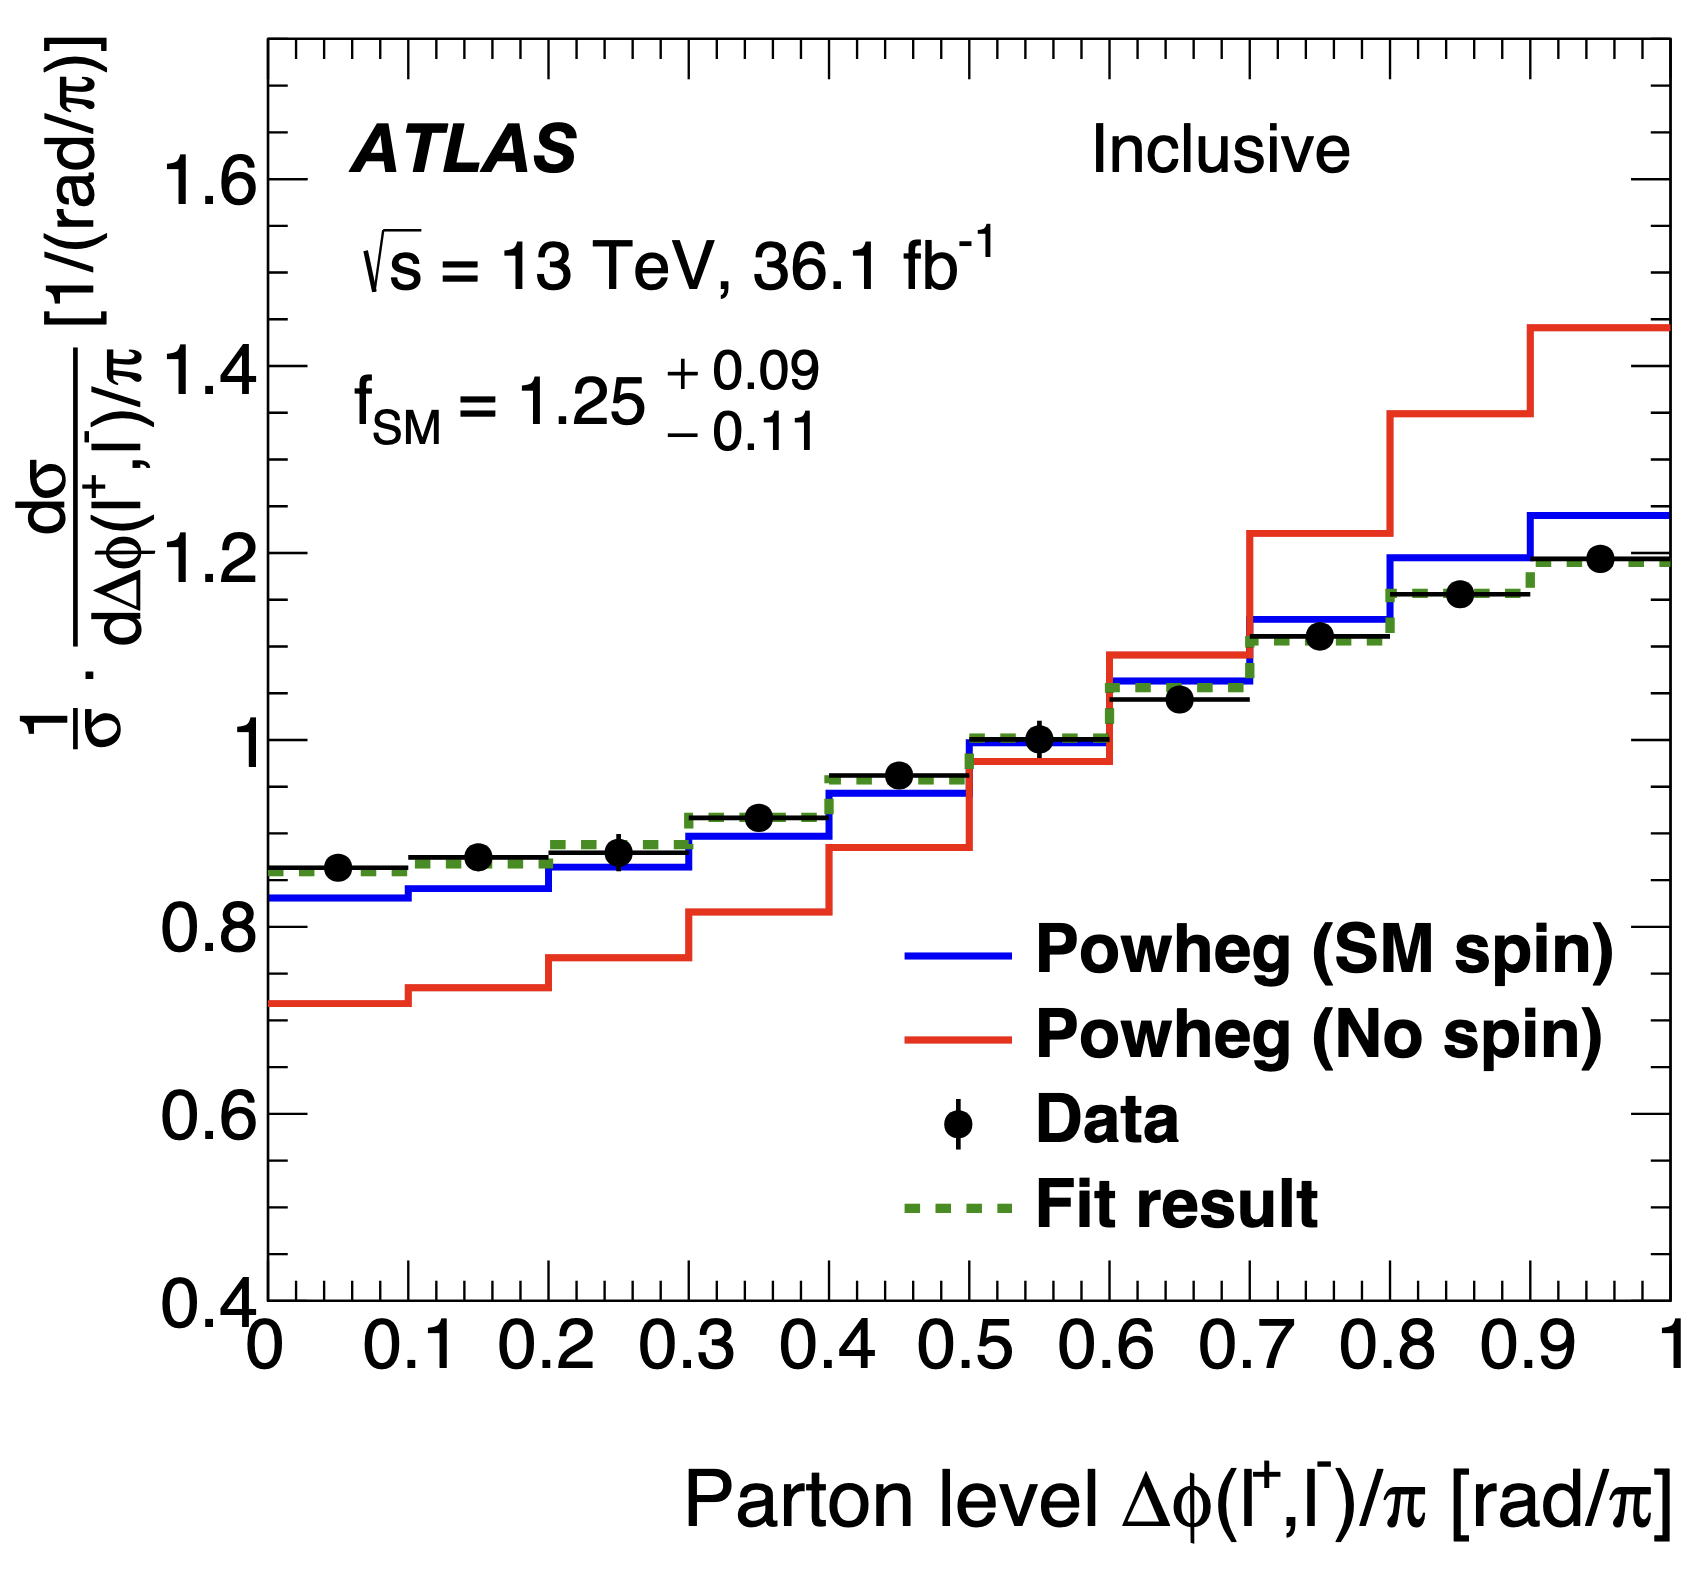 ATLAS
Inclusive
√s = 13 TeV, 36.1 fb⁻¹
f_SM = 1.25 + 0.09 − 0.11
1/σ · dσ/dΔϕ(l⁺,l⁻)/π [1/(rad/π)]
1.6
1.4
1.2
1
0.8
0.6
0.4
Powheg (SM spin)
Powheg (No spin)
Data
Fit result
0 0.1 0.2 0.3 0.4 0.5 0.6 0.7 0.8 0.9 1
Parton level Δϕ(l⁺,l⁻)/π [rad/π]